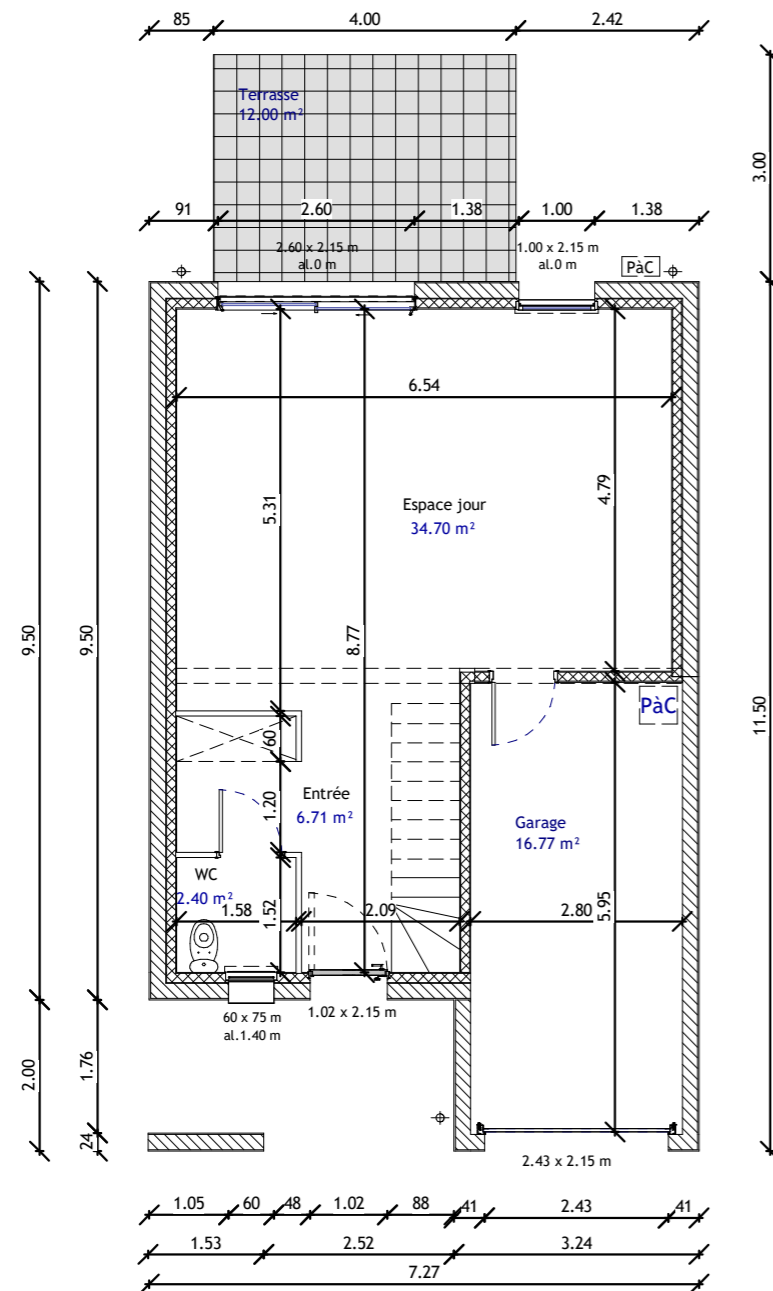 85
4.00
2.42
Terrasse
12.00 m²
3.00
91
2.60
1.38
1.00
1.38
2.60 x 2.15 m
al.0 m
1.00 x 2.15 m
al.0 m
PàC
6.54
5.31
4.79
Espace jour
34.70 m²
9.50
9.50
8.77
11.50
PàC
60
Entrée
6.71 m²
1.20
Garage
16.77 m²
WC
2.40 m²
1.58
1.52
2.09
2.80
5.95
60 x 75 m
al.1.40 m
1.02 x 2.15 m
2.00
1.76
24
2.43 x 2.15 m
1.05
60
48
1.02
88
41
2.43
41
1.53
2.52
3.24
7.27